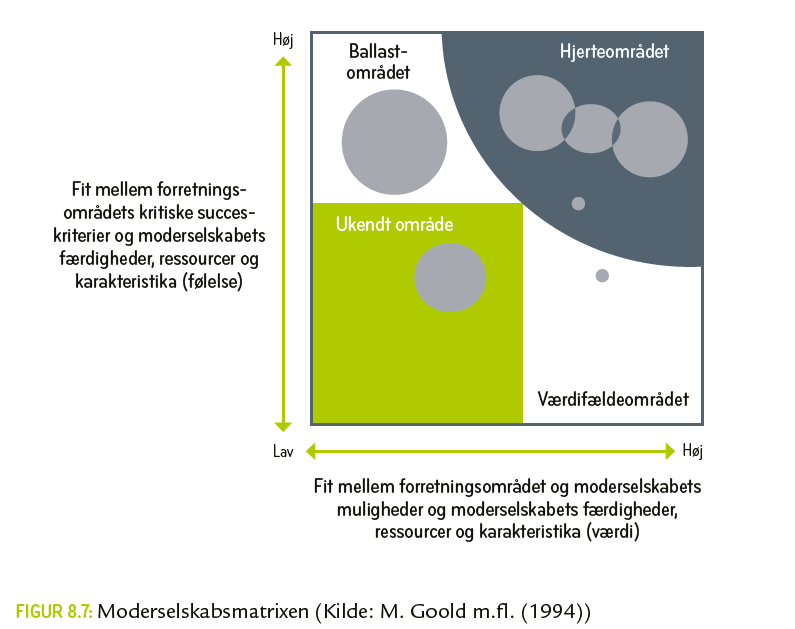 Høj
Ballast-
området
Hjerteområdet
Fit mellem forretnings-
områdets kritiske succes-
kriterier og moderselskabets
færdigheder, ressourcer og
karakteristika (følelse)
Ukendt område
Værdifældeområdet
Lav
Høj
Fit mellem forretningsområdet og moderselskabets
muligheder og moderselskabets færdigheder,
ressourcer og karakteristika (værdi)
FIGUR 8.7: Moderselskabsmatrixen (Kilde: M. Goold m.fl. (1994))